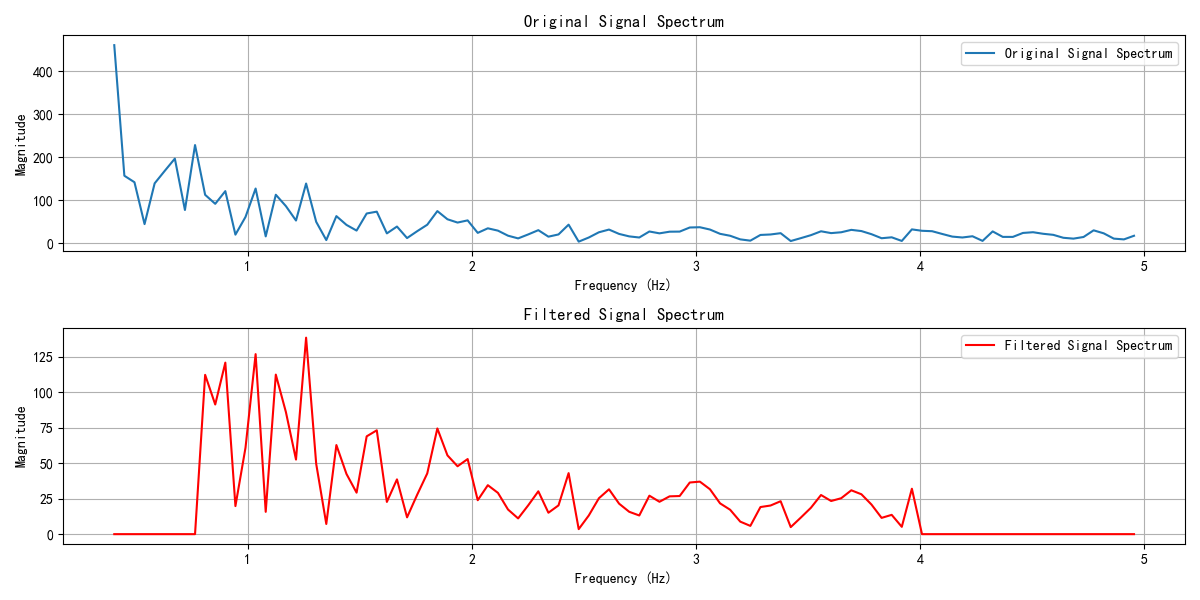 Original Signal Spectrum
Original Signal Spectrum
400
300
200
100
0
Magnitude
1 2 3 4 5
Frequency (Hz)
Filtered Signal Spectrum
Filtered Signal Spectrum
125
100
75
50
25
0
Magnitude
1 2 3 4 5
Frequency (Hz)